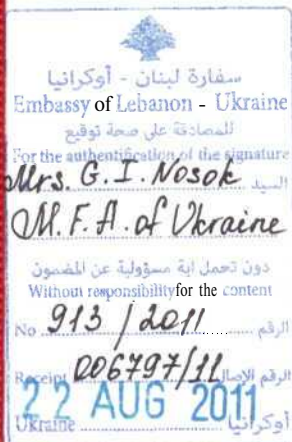 سفارة لبنان - أوكرانيا
Embassy of Lebanon - Ukraine
للمصادقة على صحة توقيع
For the authentification of the signature
Mrs. G. I. Nosok السيد
M. F. A. of Ukraine
دون تحمل اية مسؤولية عن المضمون
Without responsibility for the content
No 913 / 2011 الرقم
Receipt 006797/11 الرقم الإيصال
22 AUG 2011
Ukraine أوكرانيا